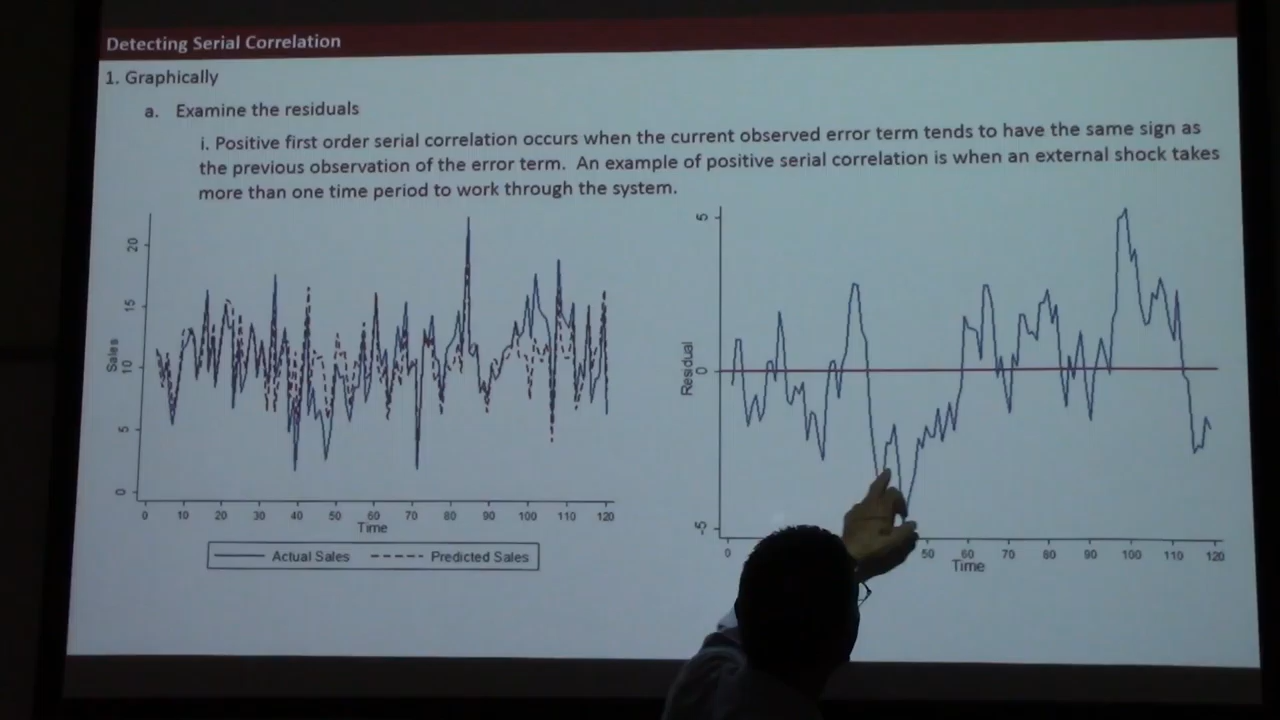 Detecting Serial Correlation
1. Graphically
a. Examine the residuals
i. Positive first order serial correlation occurs when the current observed error term tends to have the same sign as
the previous observation of the error term. An example of positive serial correlation is when an external shock takes
more than one time period to work through the system.
Sales
20
15
10
5
0
0 10 20 30 40 50 60 70 80 90 100 110 120
Time
Actual Sales Predicted Sales
Residual
5
0
-5
0 50 60 70 80 90 100 110 120
Time